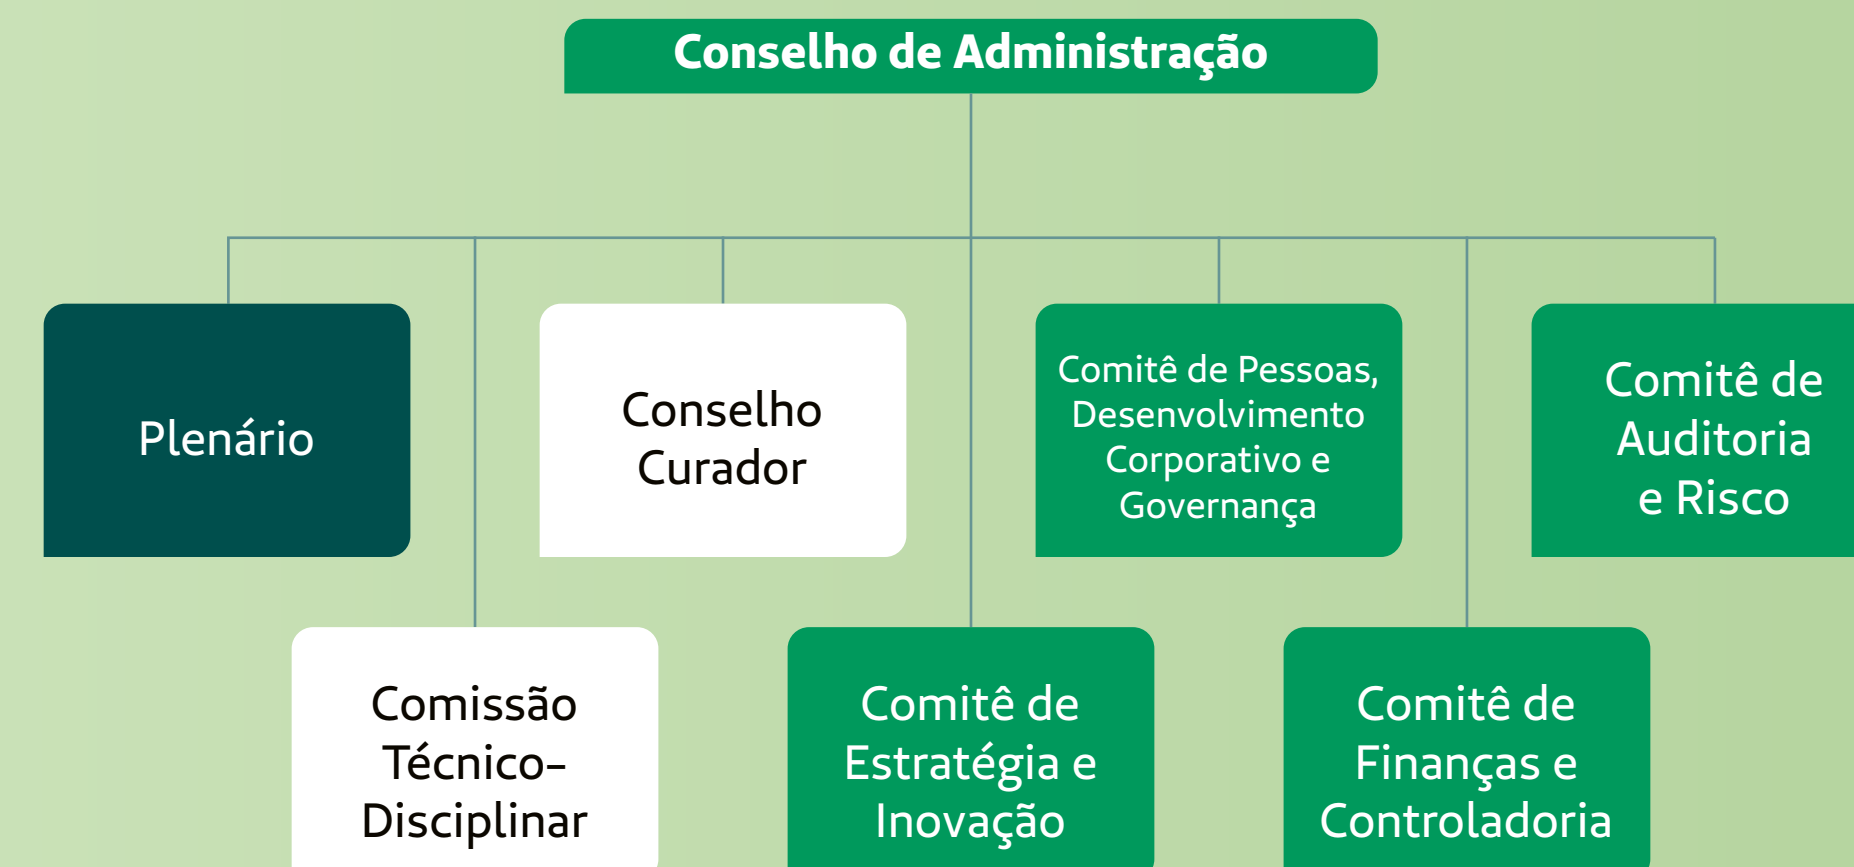 Conselho de Administração
Plenário
Conselho
Curador
Comitê de Pessoas,
Desenvolvimento
Corporativo e
Governança
Comitê de
Auditoria
e Risco
Comissão
Técnico-
Disciplinar
Comitê de
Estratégia e
Inovação
Comitê de
Finanças e
Controladoria